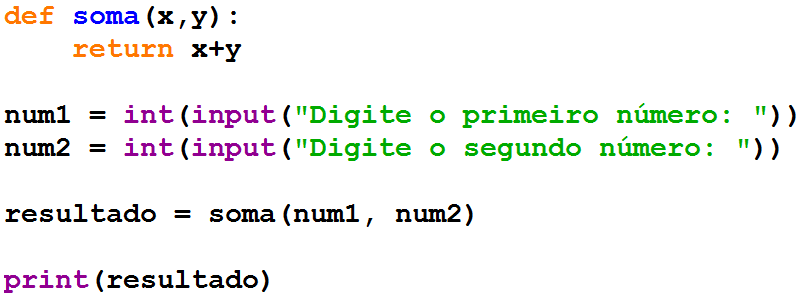 def soma(x,y):
    return x+y
num1 = int(input("Digite o primeiro número: "))
num2 = int(input("Digite o segundo número: "))
resultado = soma(num1, num2)
print(resultado)